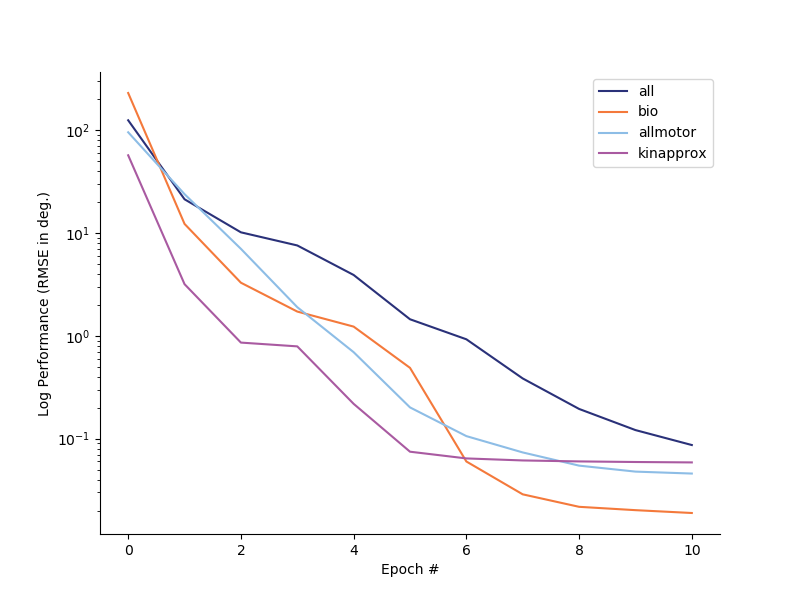 all
bio
allmotor
kinapprox
10²
10¹
10⁰
10⁻¹
Log Performance (RMSE in deg.)
0 2 4 6 8 10
Epoch #